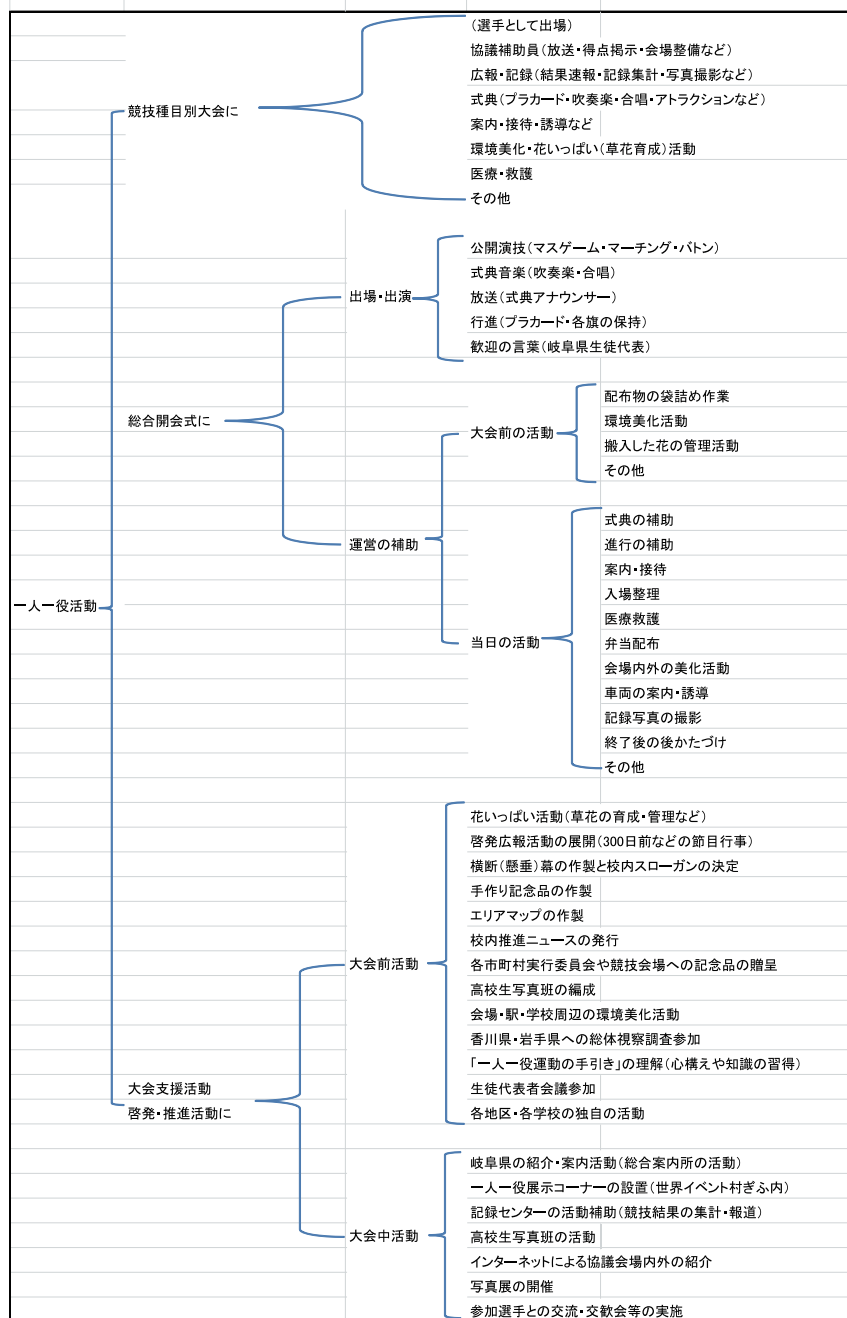 一人一役活動
競技種目別大会に
(選手として出場)
協議補助員(放送・得点掲示・会場整備など)
広報・記録(結果速報・記録集計・写真撮影など)
式典(プラカード・吹奏楽・合唱・アトラクションなど)
案内・接待・誘導など
環境美化・花いっぱい(草花育成)活動
医療・救護
その他
総合開会式に
出場・出演
公開演技(マスゲーム・マーチング・バトン)
式典音楽(吹奏楽・合唱)
放送(式典アナウンサー)
行進(プラカード・各旗の保持)
歓迎の言葉(岐阜県生徒代表)
運営の補助
大会前の活動
配布物の袋詰め作業
環境美化活動
搬入した花の管理活動
その他
当日の活動
式典の補助
進行の補助
案内・接待
入場整理
医療救護
弁当配布
会場内外の美化活動
車両の案内・誘導
記録写真の撮影
終了後の後かたづけ
その他
大会支援活動
啓発・推進活動に
大会前活動
花いっぱい活動(草花の育成・管理など)
啓発広報活動の展開(300日前などの節目行事)
横断(懸垂)幕の作製と校内スローガンの決定
手作り記念品の作製
エリアマップの作製
校内推進ニュースの発行
各市町村実行委員会や競技会場への記念品の贈呈
高校生写真班の編成
会場・駅・学校周辺の環境美化活動
香川県・岩手県への総体視察調査参加
「一人一役運動の手引き」の理解(心構えや知識の習得)
生徒代表者会議参加
各地区・各学校の独自の活動
大会中活動
岐阜県の紹介・案内活動(総合案内所の活動)
一人一役展示コーナーの設置(世界イベント村ぎふ内)
記録センターの活動補助(競技結果の集計・報道)
高校生写真班の活動
インターネットによる協議会場内外の紹介
写真展の開催
参加選手との交流・交歓会等の実施